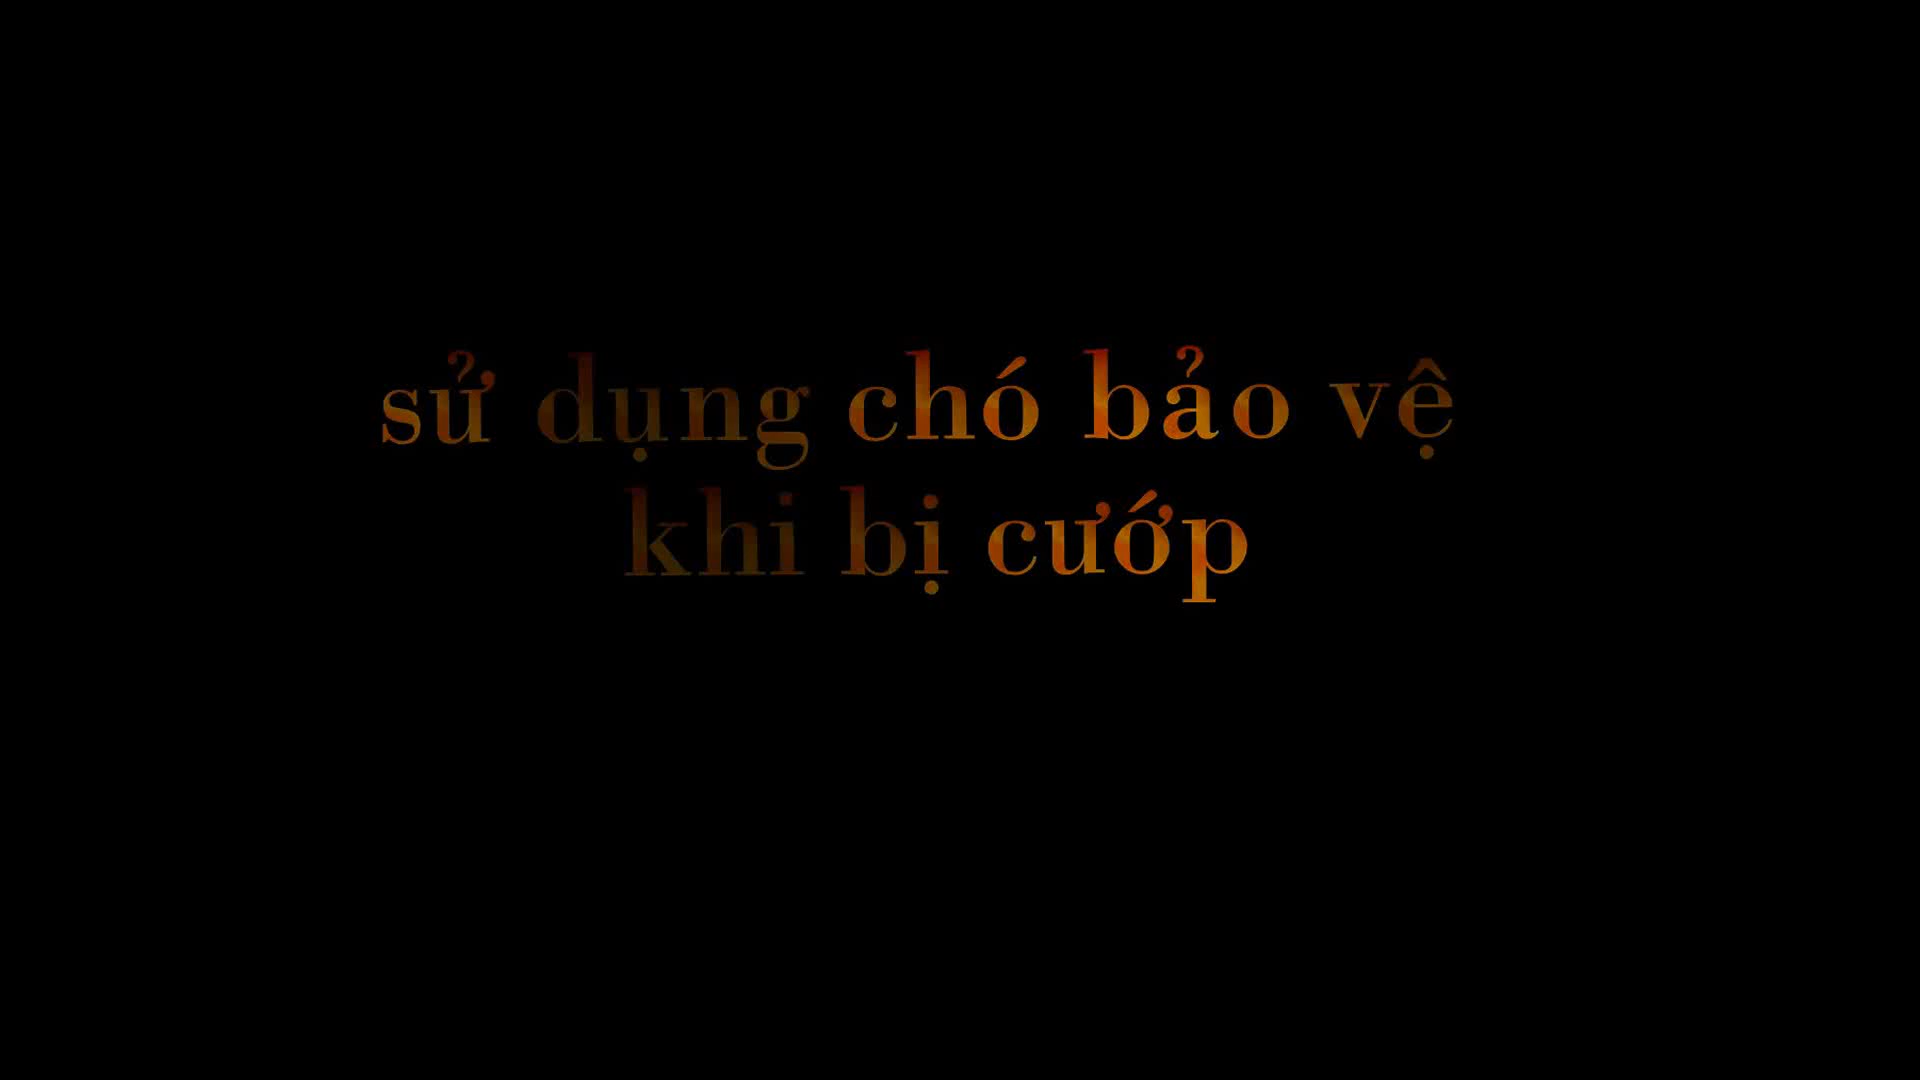 sử dụng chó bảo vệ
khi bị cướp